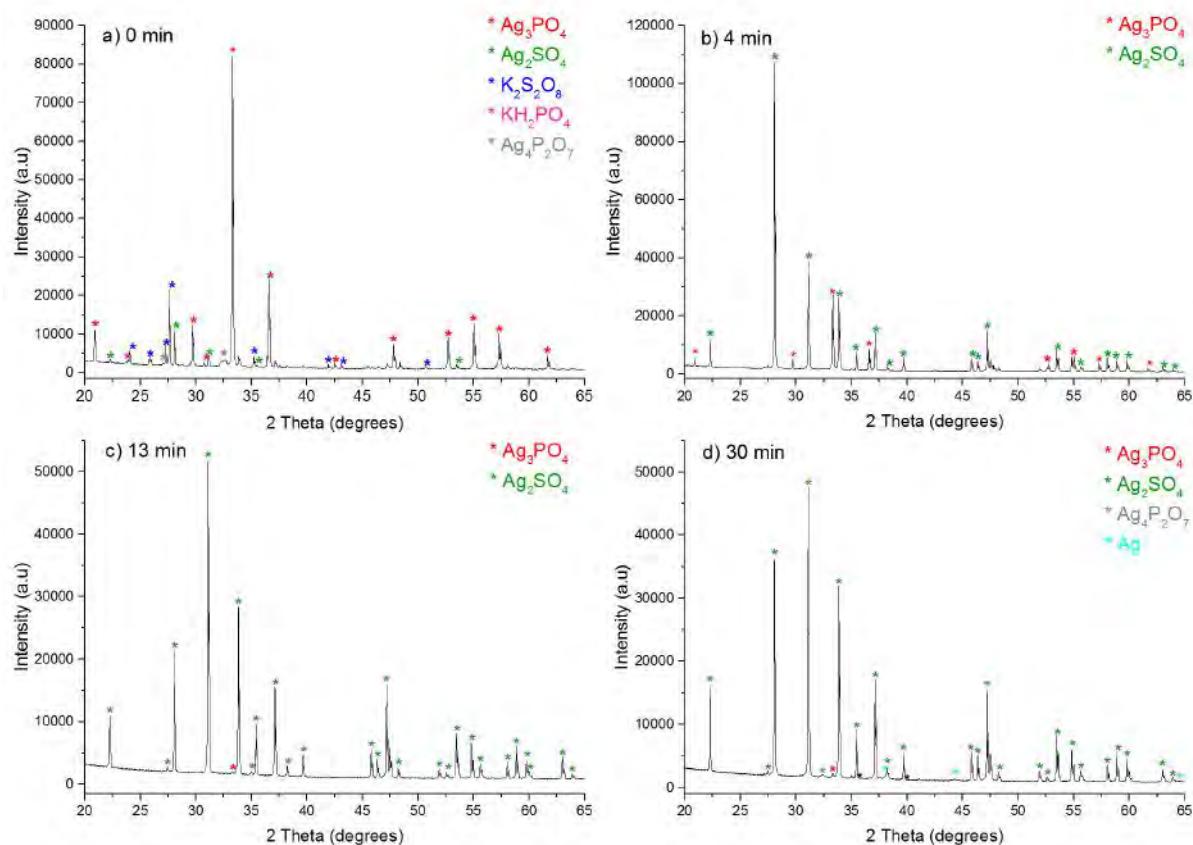 a) 0 min
* Ag₃PO₄
* Ag₂SO₄
* K₂S₂O₈
* KH₂PO₄
* Ag₄P₂O₇
90000
80000
70000
60000
50000
40000
30000
20000
10000
0
Intensity (a.u)
20 25 30 35 40 45 50 55 60 65
2 Theta (degrees)
b) 4 min
* Ag₃PO₄
* Ag₂SO₄
120000
100000
80000
60000
40000
20000
0
Intensity (a.u)
20 25 30 35 40 45 50 55 60 65
2 Theta (degrees)
c) 13 min
* Ag₃PO₄
* Ag₂SO₄
50000
40000
30000
20000
10000
0
Intensity (a.u)
20 25 30 35 40 45 50 55 60 65
2 Theta (degrees)
d) 30 min
* Ag₃PO₄
* Ag₂SO₄
* Ag₄P₂O₇
* Ag
50000
40000
30000
20000
10000
0
Intensity (a.u)
20 25 30 35 40 45 50 55 60 65
2 Theta (degrees)